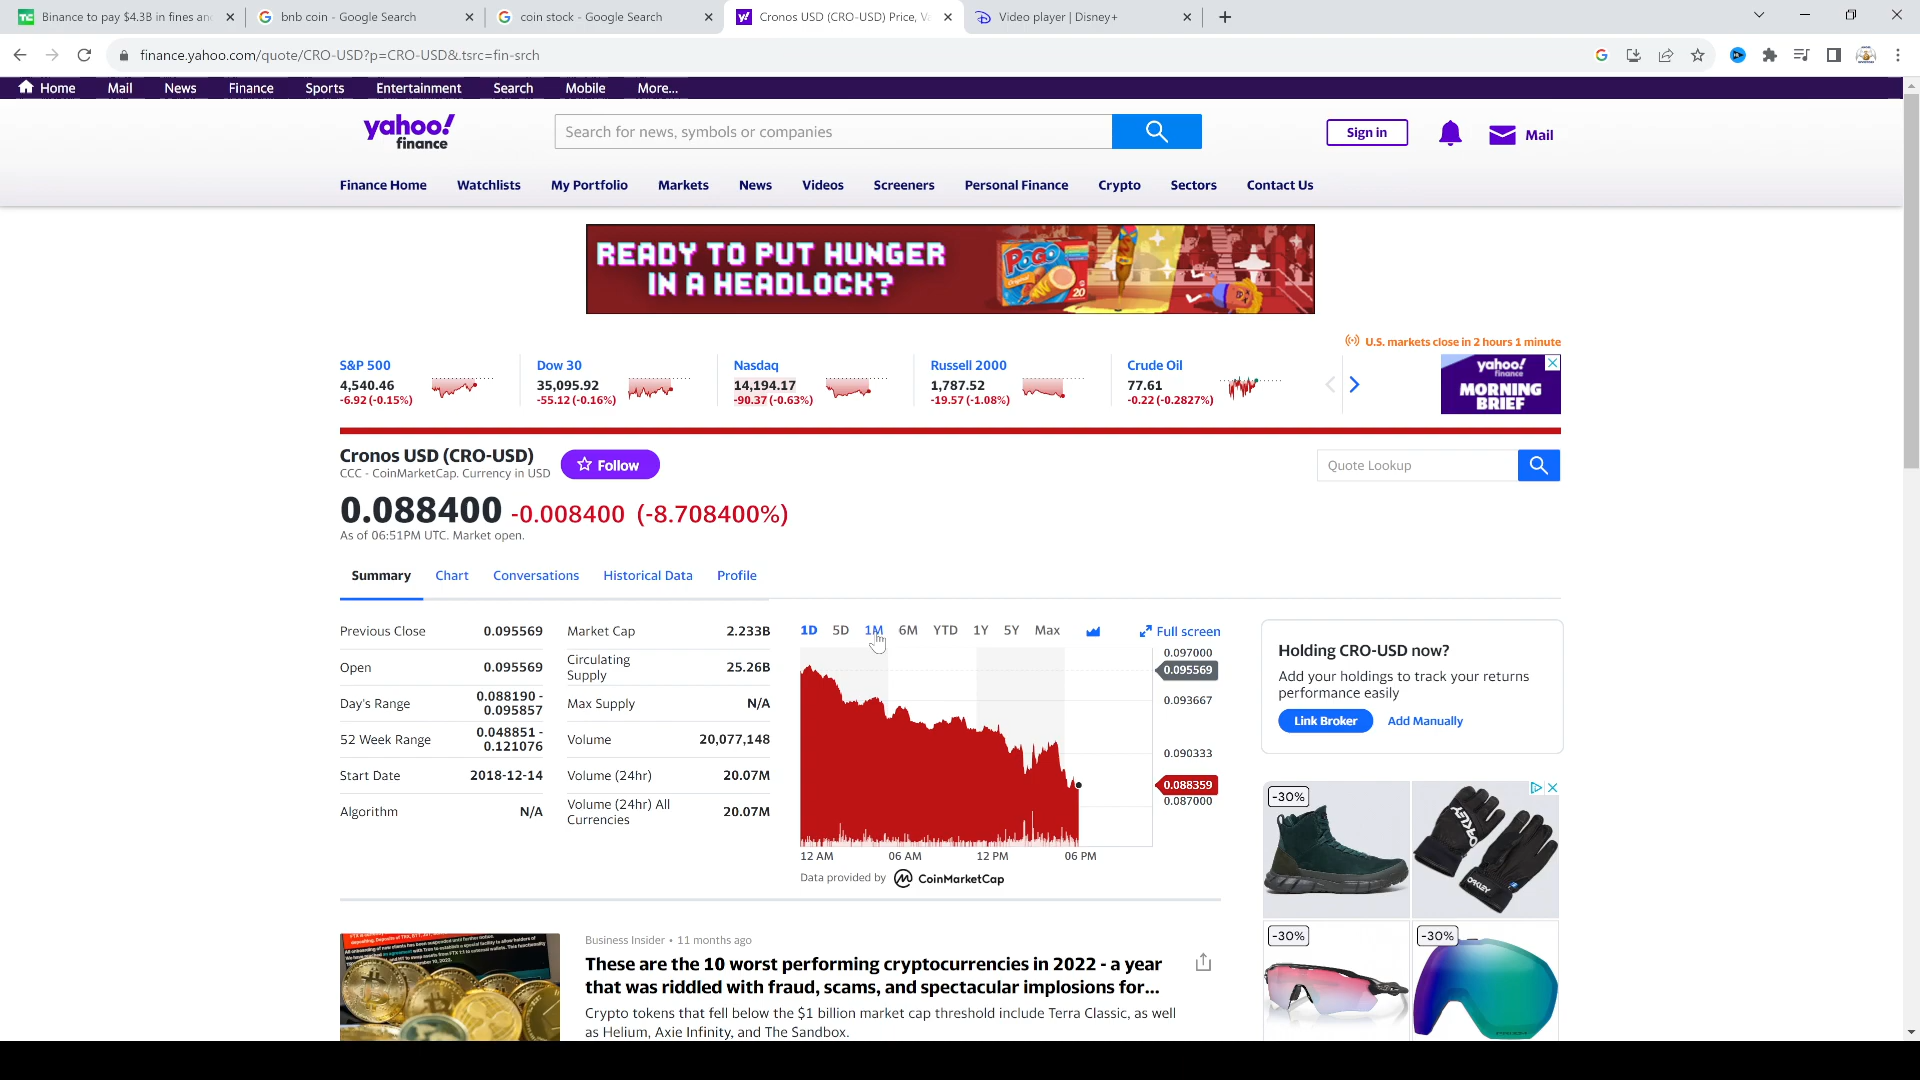 Binance to pay $4.3B in fines an
bnb coin - Google Search
coin stock - Google Search
Cronos USD (CRO-USD) Price, Va
Video player | Disney+
finance.yahoo.com/quote/CRO-USD?p=CRO-USD&.tsrc=fin-srch
Home Mail News Finance Sports Entertainment Search Mobile More...
yahoo!
finance
Search for news, symbols or companies
Sign in
Mail
Finance Home Watchlists My Portfolio Markets News Videos Screeners Personal Finance Crypto Sectors Contact Us
READY TO PUT HUNGER
IN A HEADLOCK?
POGO
20
U.S. markets close in 2 hours 1 minute
S&P 500
4,540.46
-6.92 (-0.15%)
Dow 30
35,095.92
-55.12 (-0.16%)
Nasdaq
14,194.17
-90.37 (-0.63%)
Russell 2000
1,787.52
-19.57 (-1.08%)
Crude Oil
77.61
-0.22 (-0.2827%)
yahoo!
finance
MORNING
BRIEF
Cronos USD (CRO-USD)
CCC - CoinMarketCap. Currency in USD
Follow
Quote Lookup
0.088400 -0.008400 (-8.708400%)
As of 06:51PM UTC. Market open.
Summary Chart Conversations Historical Data Profile
Previous Close 0.095569
Open 0.095569
Day's Range 0.088190 -
0.095857
52 Week Range 0.048851 -
0.121076
Start Date 2018-12-14
Algorithm N/A
Market Cap 2.233B
Circulating
Supply 25.26B
Max Supply N/A
Volume 20,077,148
Volume (24hr) 20.07M
Volume (24hr) All
Currencies 20.07M
1D 5D 1M 6M YTD 1Y 5Y Max Full screen
0.097000
0.095569
0.093667
0.090333
0.088359
0.087000
12 AM 06 AM 12 PM 06 PM
Data provided by CoinMarketCap
Holding CRO-USD now?
Add your holdings to track your returns
performance easily
Link Broker Add Manually
-30%
OAKLEY
OAKLEY
-30%
-30%
Business Insider • 11 months ago
These are the 10 worst performing cryptocurrencies in 2022 - a year
that was riddled with fraud, scams, and spectacular implosions for...
Crypto tokens that fell below the $1 billion market cap threshold include Terra Classic, as well
as Helium, Axie Infinity, and The Sandbox.